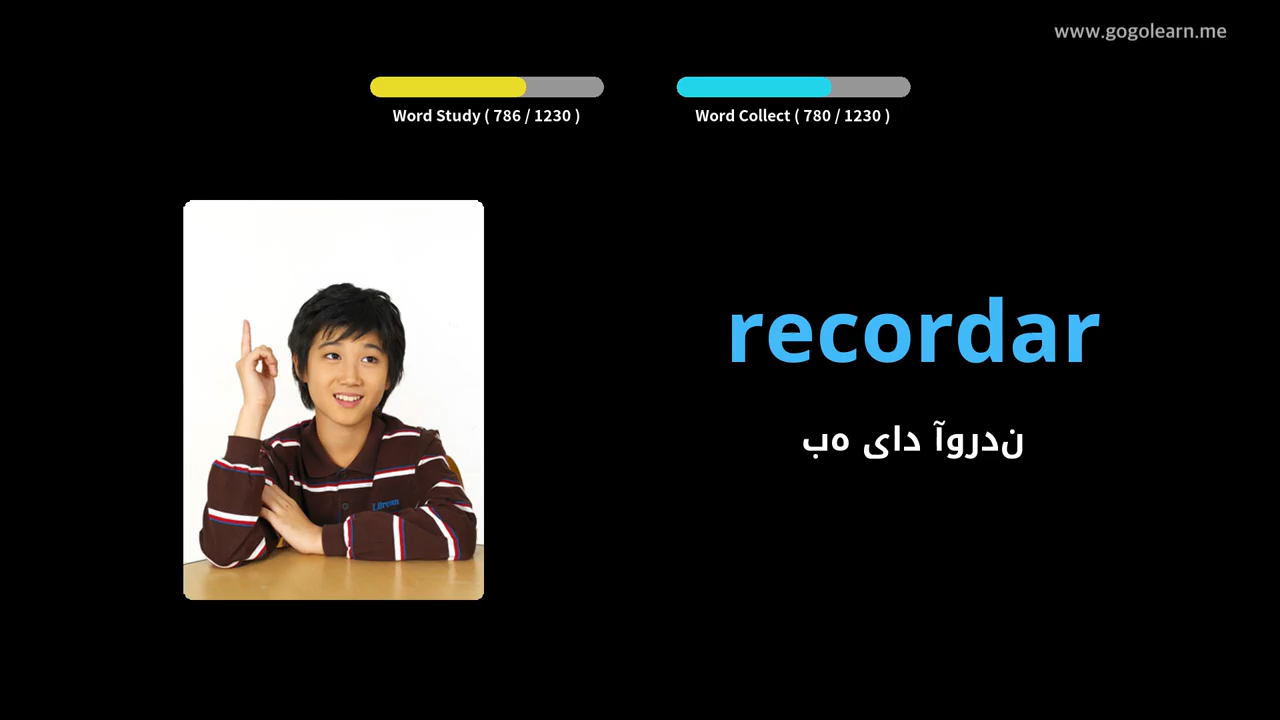 www.gogolearn.me
Word Study ( 786 / 1230 )
Word Collect ( 780 / 1230 )
recordar
به یاد آوردن